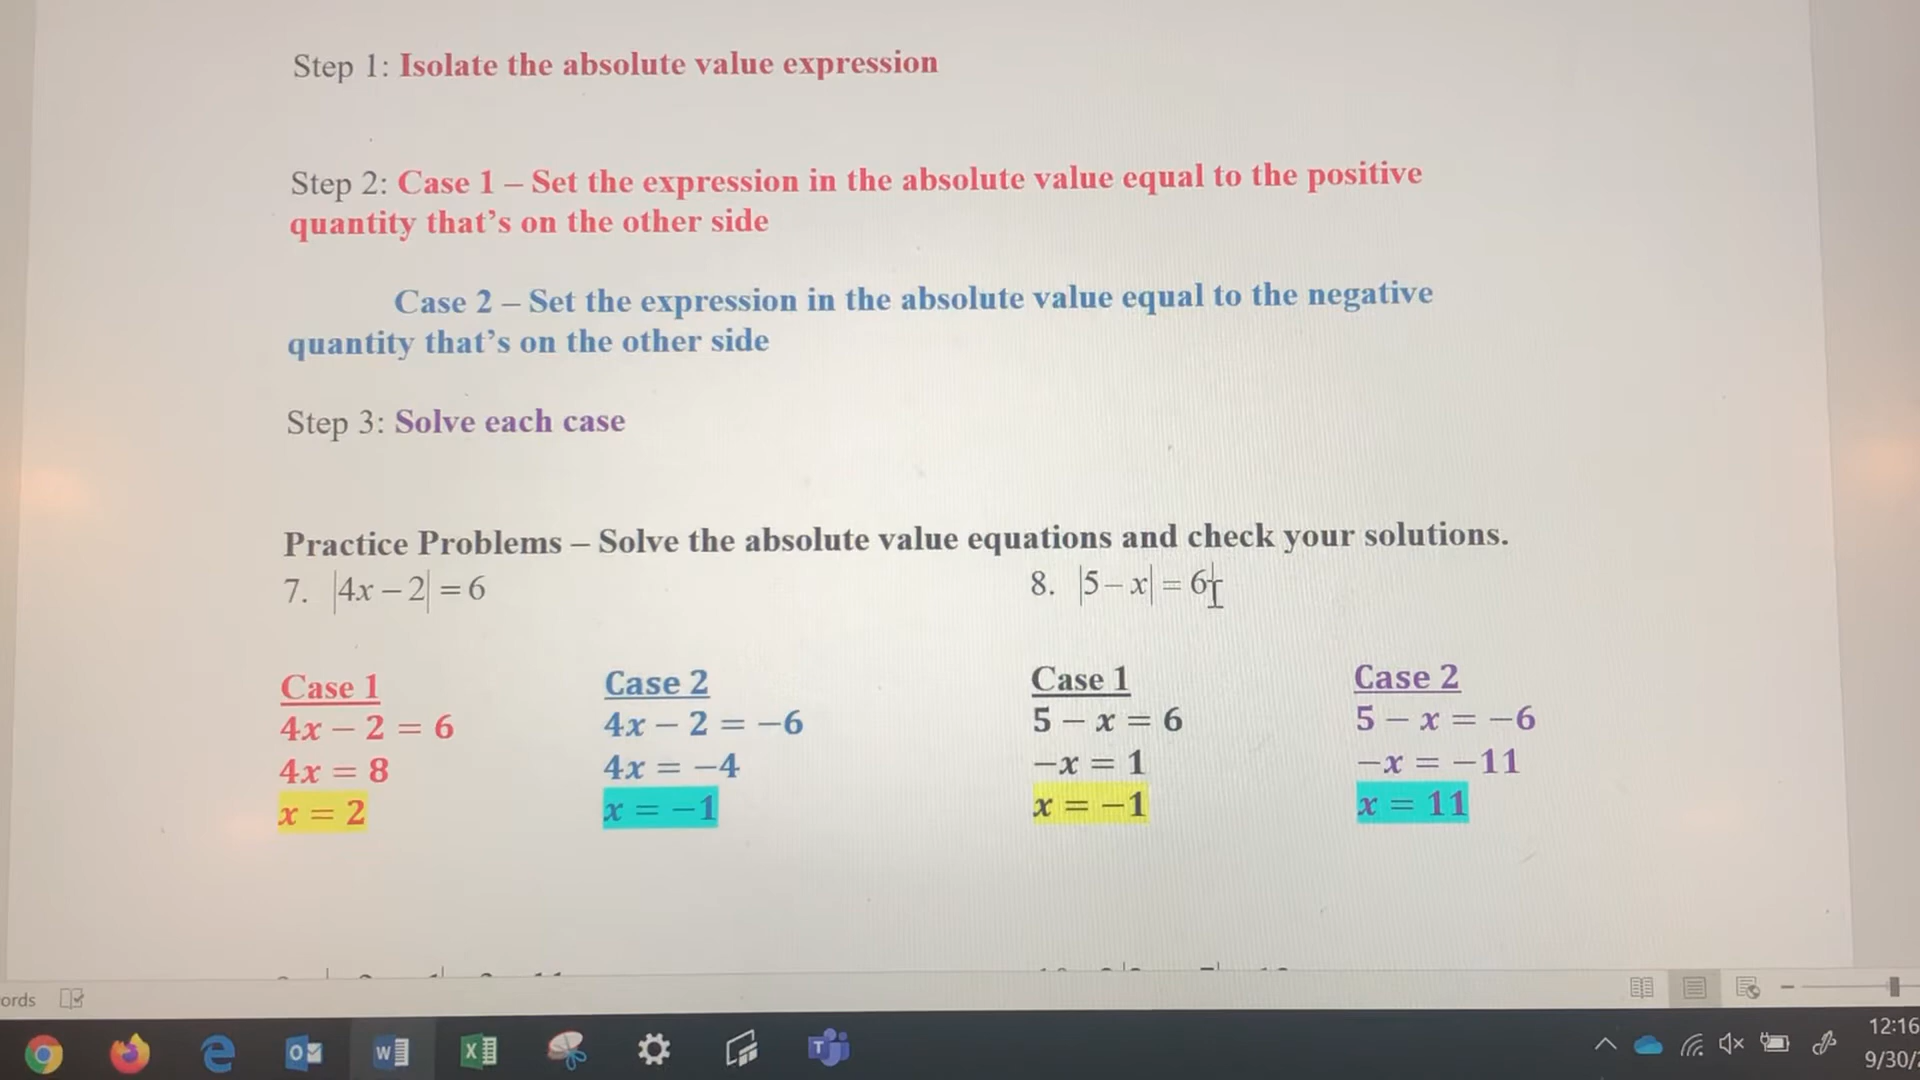 Step 1: Isolate the absolute value expression
Step 2: Case 1 – Set the expression in the absolute value equal to the positive
quantity that's on the other side
Case 2 – Set the expression in the absolute value equal to the negative
quantity that's on the other side
Step 3: Solve each case
Practice Problems – Solve the absolute value equations and check your solutions.
7. |4x – 2| = 6
8. |5 – x| = 6
Case 1
4x – 2 = 6
4x = 8
x = 2
Case 2
4x – 2 = –6
4x = –4
x = –1
Case 1
5 – x = 6
–x = 1
x = –1
Case 2
5 – x = –6
–x = –11
x = 11
ords
12:16
9/30/